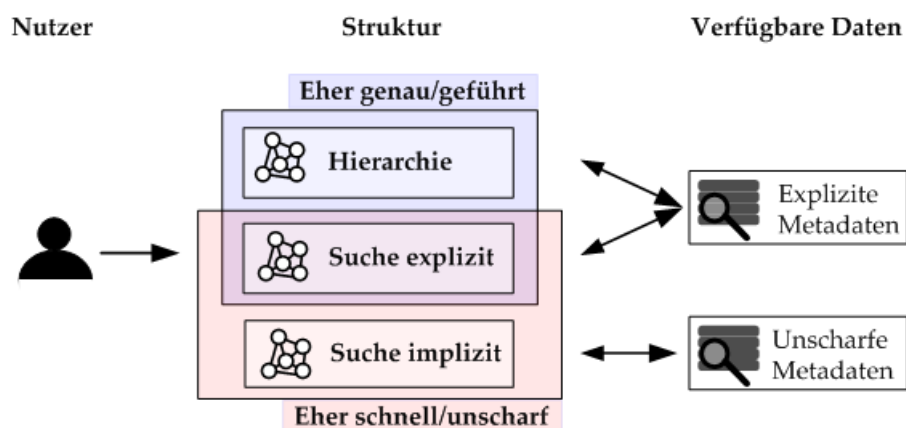 Nutzer
Struktur
Verfügbare Daten
Eher genau/geführt
Hierarchie
Suche explizit
Suche implizit
Eher schnell/unscharf
Explizite
Metadaten
Unscharfe
Metadaten